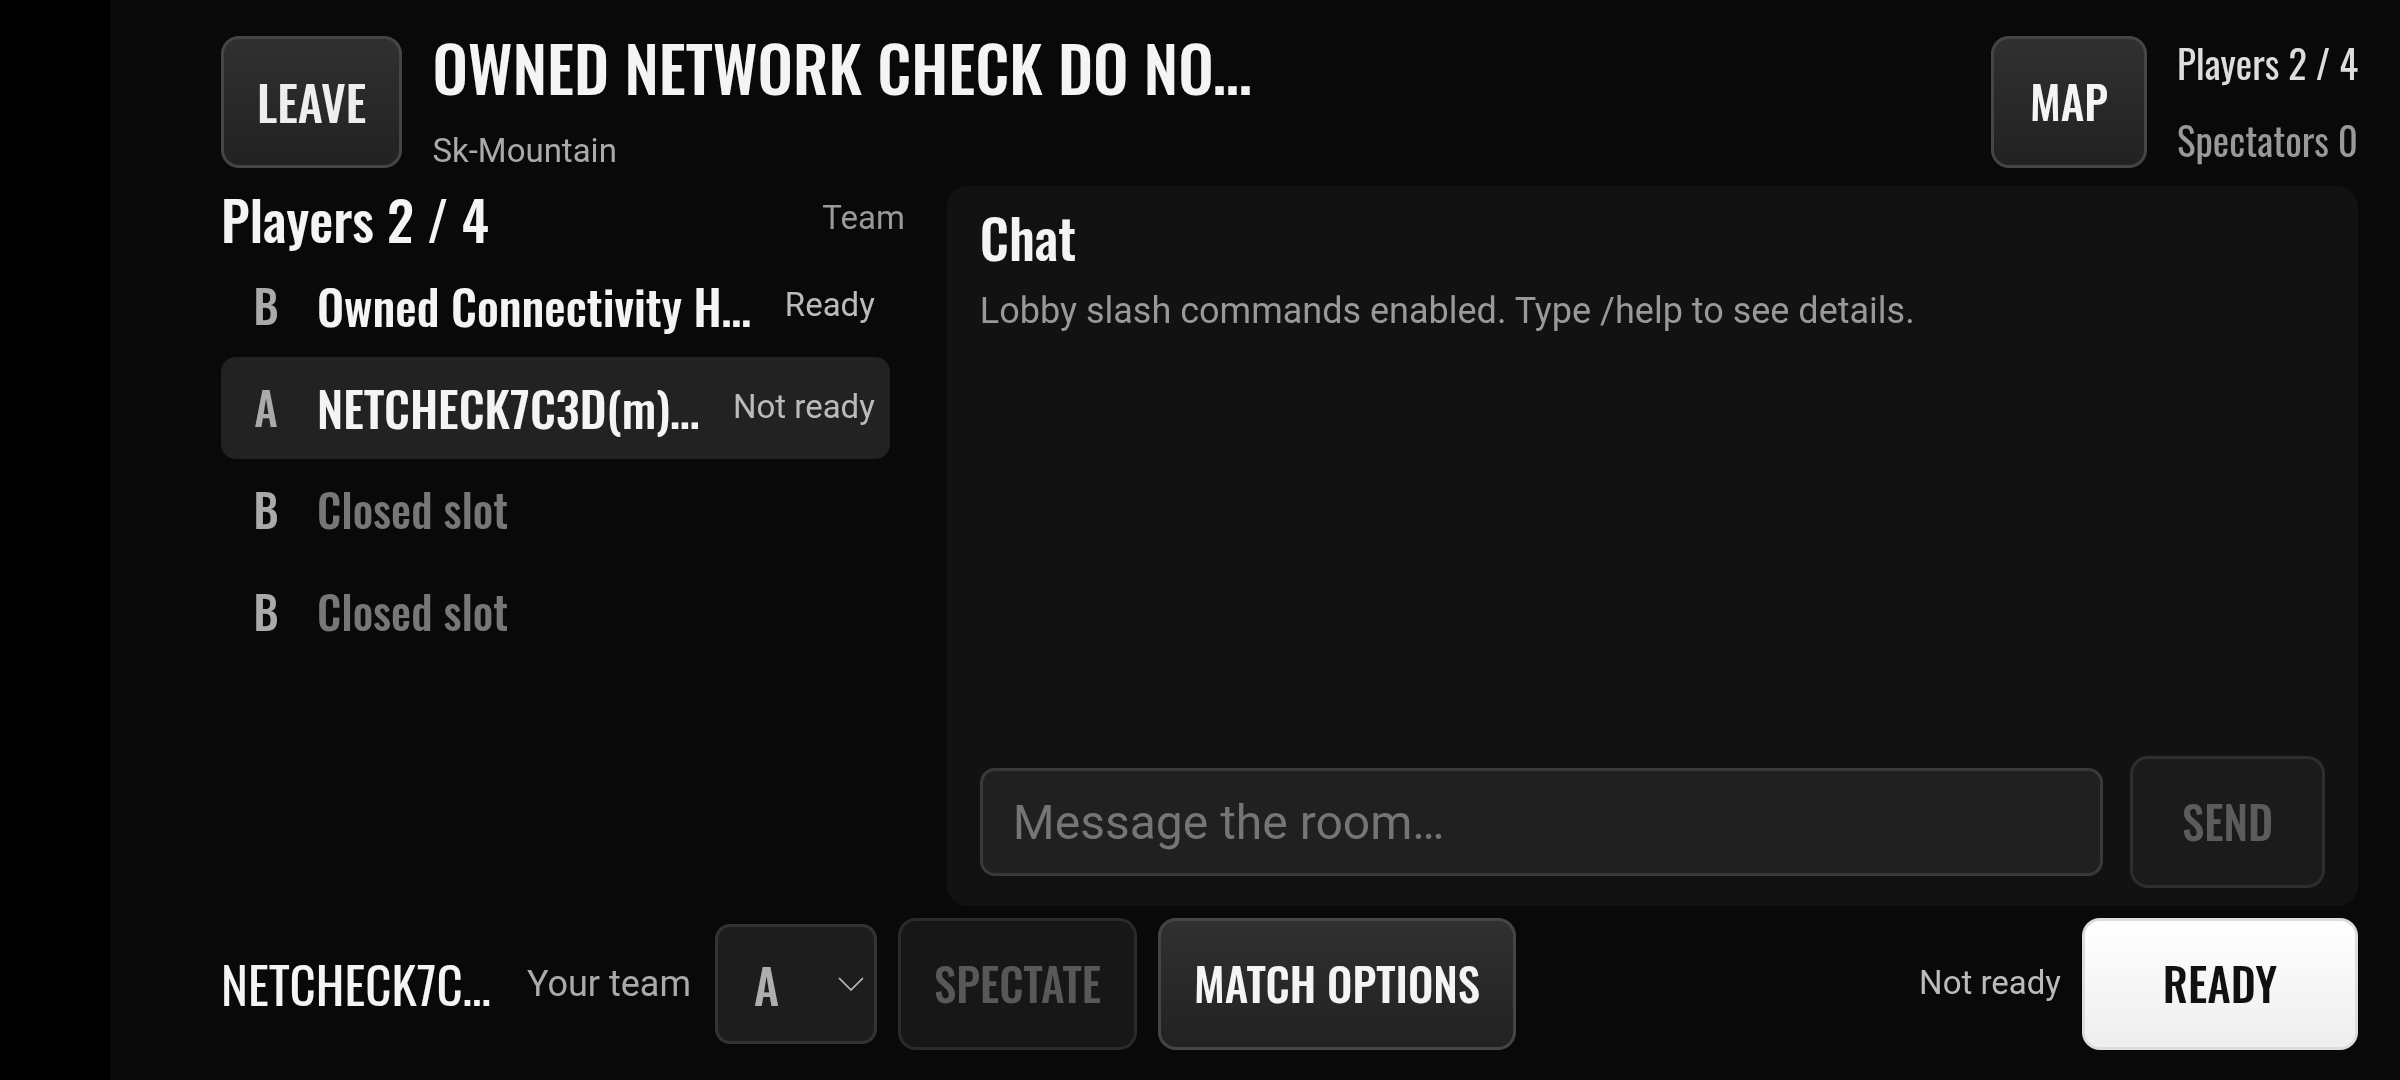 LEAVE
OWNED NETWORK CHECK DO NO...
Sk-Mountain
MAP
Players 2 / 4
Spectators 0
Players 2 / 4
Team
B Owned Connectivity H... Ready
A NETCHECK7C3D(m)... Not ready
B Closed slot
B Closed slot
Chat
Lobby slash commands enabled. Type /help to see details.
Message the room...
SEND
NETCHECK7C...
Your team
A
SPECTATE
MATCH OPTIONS
Not ready
READY